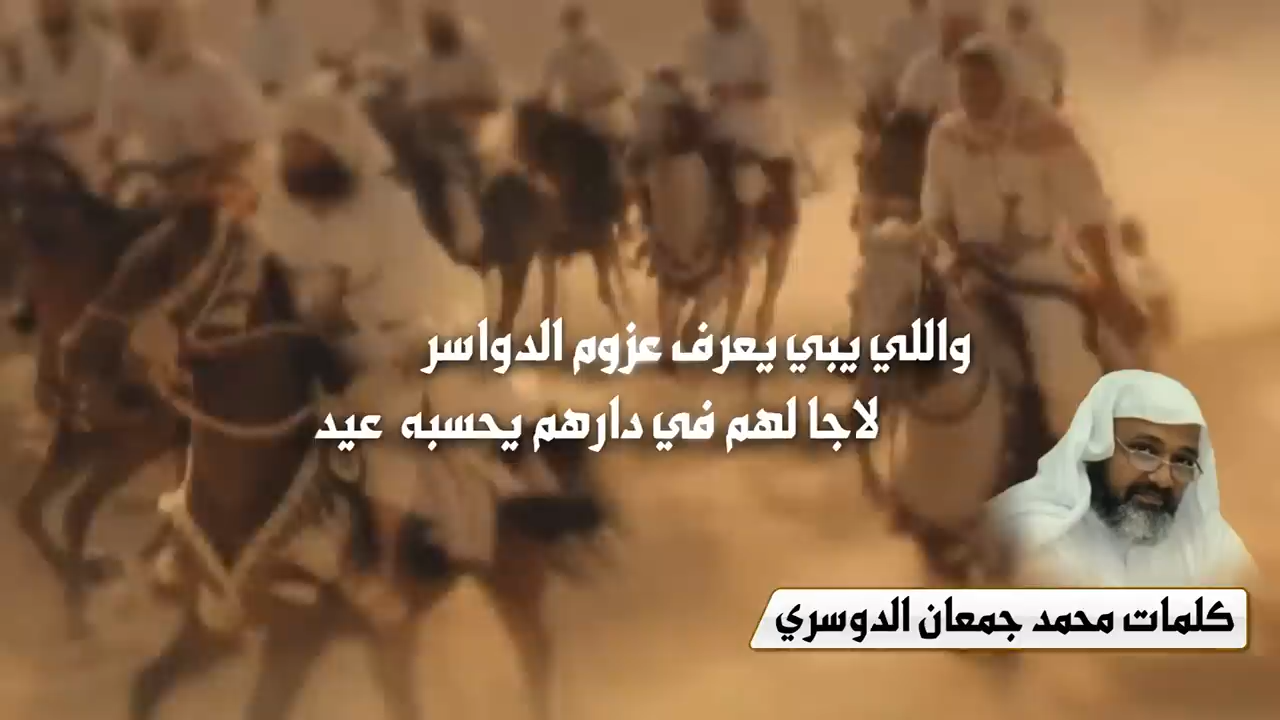 واللي يبي يعرف عزوم الدواسر
لاجا لهم في دارهم يحسبه عيد
كلمات محمد جمعان الدوسري